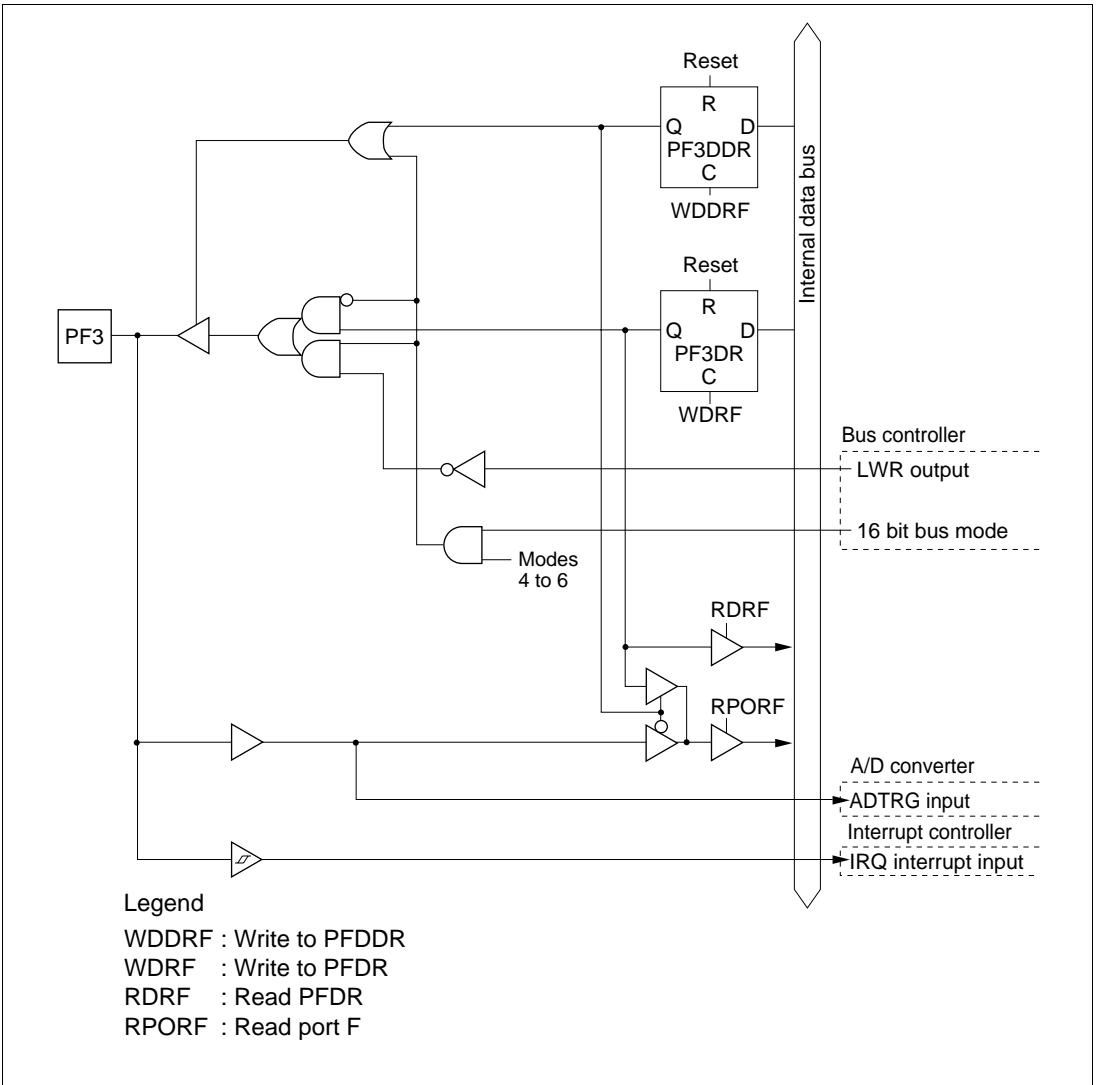 Reset
R
Q D
PF3DDR
C
WDDRF
Internal data bus
Reset
R
Q D
PF3DR
C
WDRF
PF3
Bus controller
LWR output
16 bit bus mode
Modes
4 to 6
RDRF
RPORF
A/D converter
ADTRG input
Interrupt controller
IRQ interrupt input
Legend
WDDRF : Write to PFDDR
WDRF : Write to PFDR
RDRF : Read PFDR
RPORF : Read port F